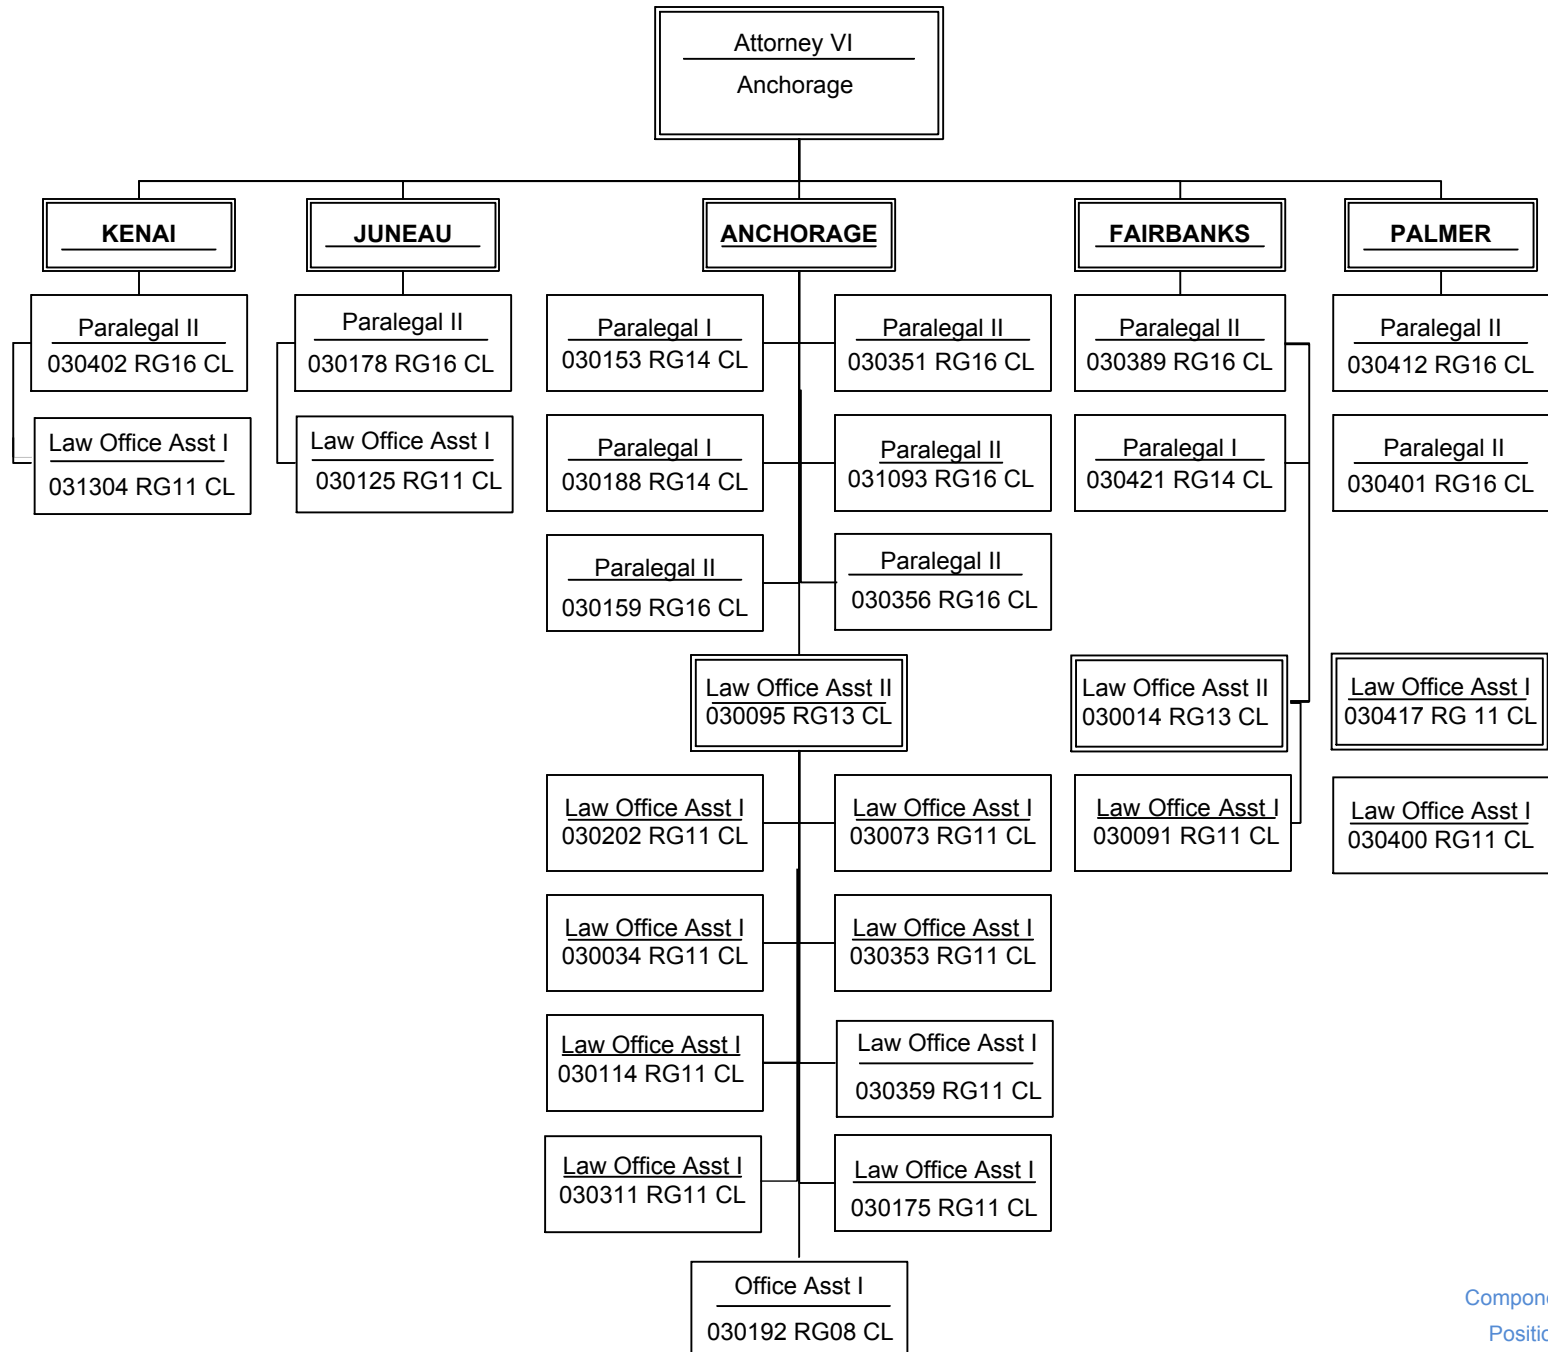 Attorney VI
Anchorage
KENAI
JUNEAU
ANCHORAGE
FAIRBANKS
PALMER
Paralegal II
030402 RG16 CL
Law Office Asst I
031304 RG11 CL
Paralegal II
030178 RG16 CL
Law Office Asst I
030125 RG11 CL
Paralegal I
030153 RG14 CL
Paralegal II
030351 RG16 CL
Paralegal I
030188 RG14 CL
Paralegal II
031093 RG16 CL
Paralegal II
030159 RG16 CL
Paralegal II
030356 RG16 CL
Law Office Asst II
030095 RG13 CL
Law Office Asst I
030202 RG11 CL
Law Office Asst I
030073 RG11 CL
Law Office Asst I
030034 RG11 CL
Law Office Asst I
030353 RG11 CL
Law Office Asst I
030114 RG11 CL
Law Office Asst I
030359 RG11 CL
Law Office Asst I
030311 RG11 CL
Law Office Asst I
030175 RG11 CL
Office Asst I
030192 RG08 CL
Paralegal II
030389 RG16 CL
Paralegal I
030421 RG14 CL
Law Office Asst II
030014 RG13 CL
Law Office Asst I
030091 RG11 CL
Paralegal II
030412 RG16 CL
Paralegal II
030401 RG16 CL
Law Office Asst I
030417 RG 11 CL
Law Office Asst I
030400 RG11 CL